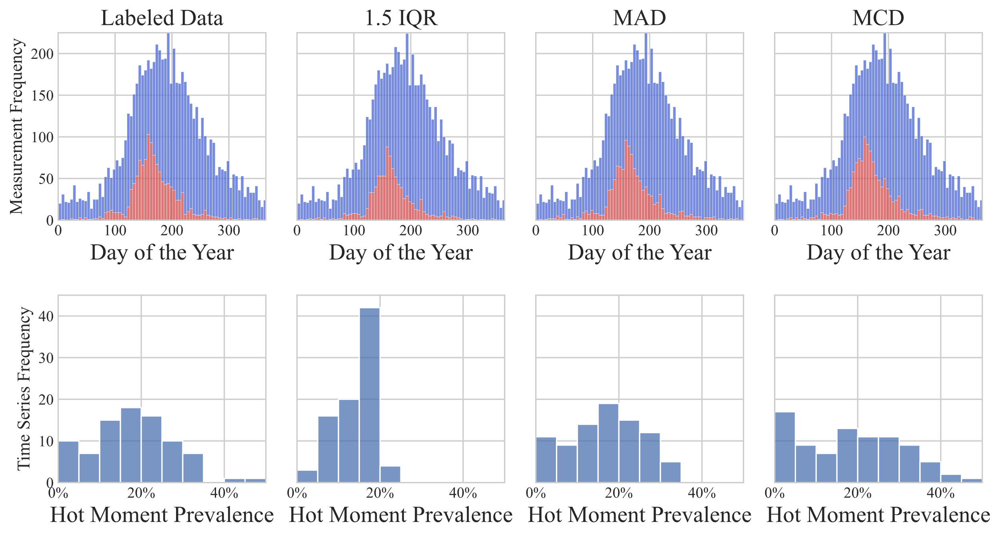 Labeled Data 1.5 IQR MAD MCD
Measurement Frequency
200
150
100
50
0
0 100 200 300 0 100 200 300 0 100 200 300 0 100 200 300
Day of the Year Day of the Year Day of the Year Day of the Year
Time Series Frequency
40
30
20
10
0
0% 20% 40% 0% 20% 40% 0% 20% 40% 0% 20% 40%
Hot Moment Prevalence Hot Moment Prevalence Hot Moment Prevalence Hot Moment Prevalence